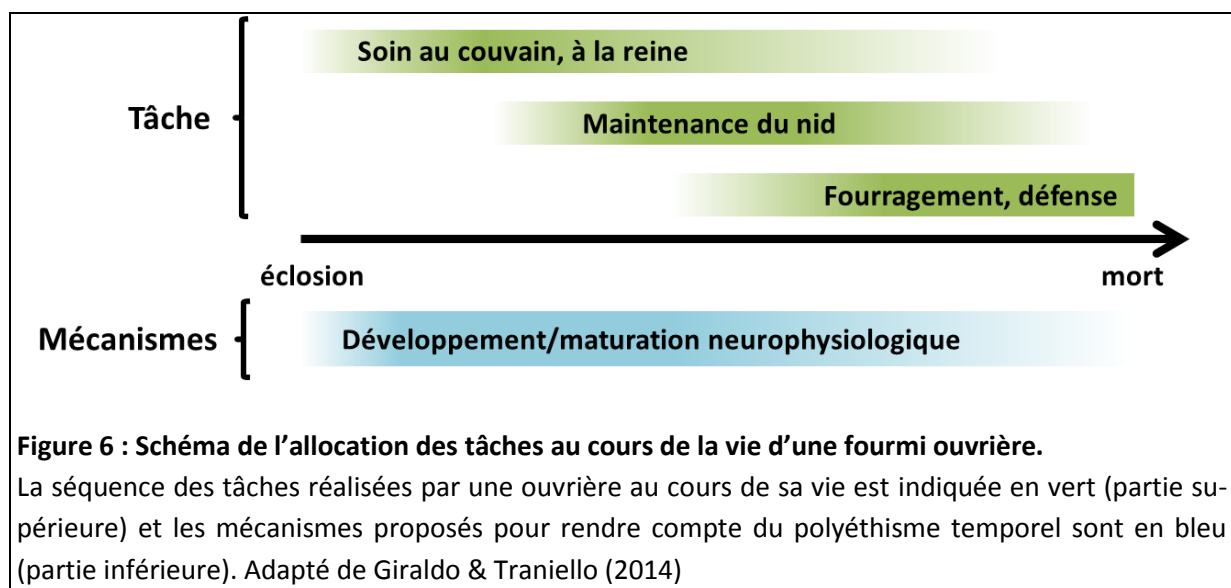 Soin au couvain, à la reine
Tâche
Maintenance du nid
Fourragement, défense
éclosion
mort
Mécanismes
Développement/maturation neurophysiologique
Figure 6 : Schéma de l’allocation des tâches au cours de la vie d’une fourmi ouvrière.
La séquence des tâches réalisées par une ouvrière au cours de sa vie est indiquée en vert (partie su-
périeure) et les mécanismes proposés pour rendre compte du polyéthisme temporel sont en bleu
(partie inférieure). Adapté de Giraldo & Traniello (2014)